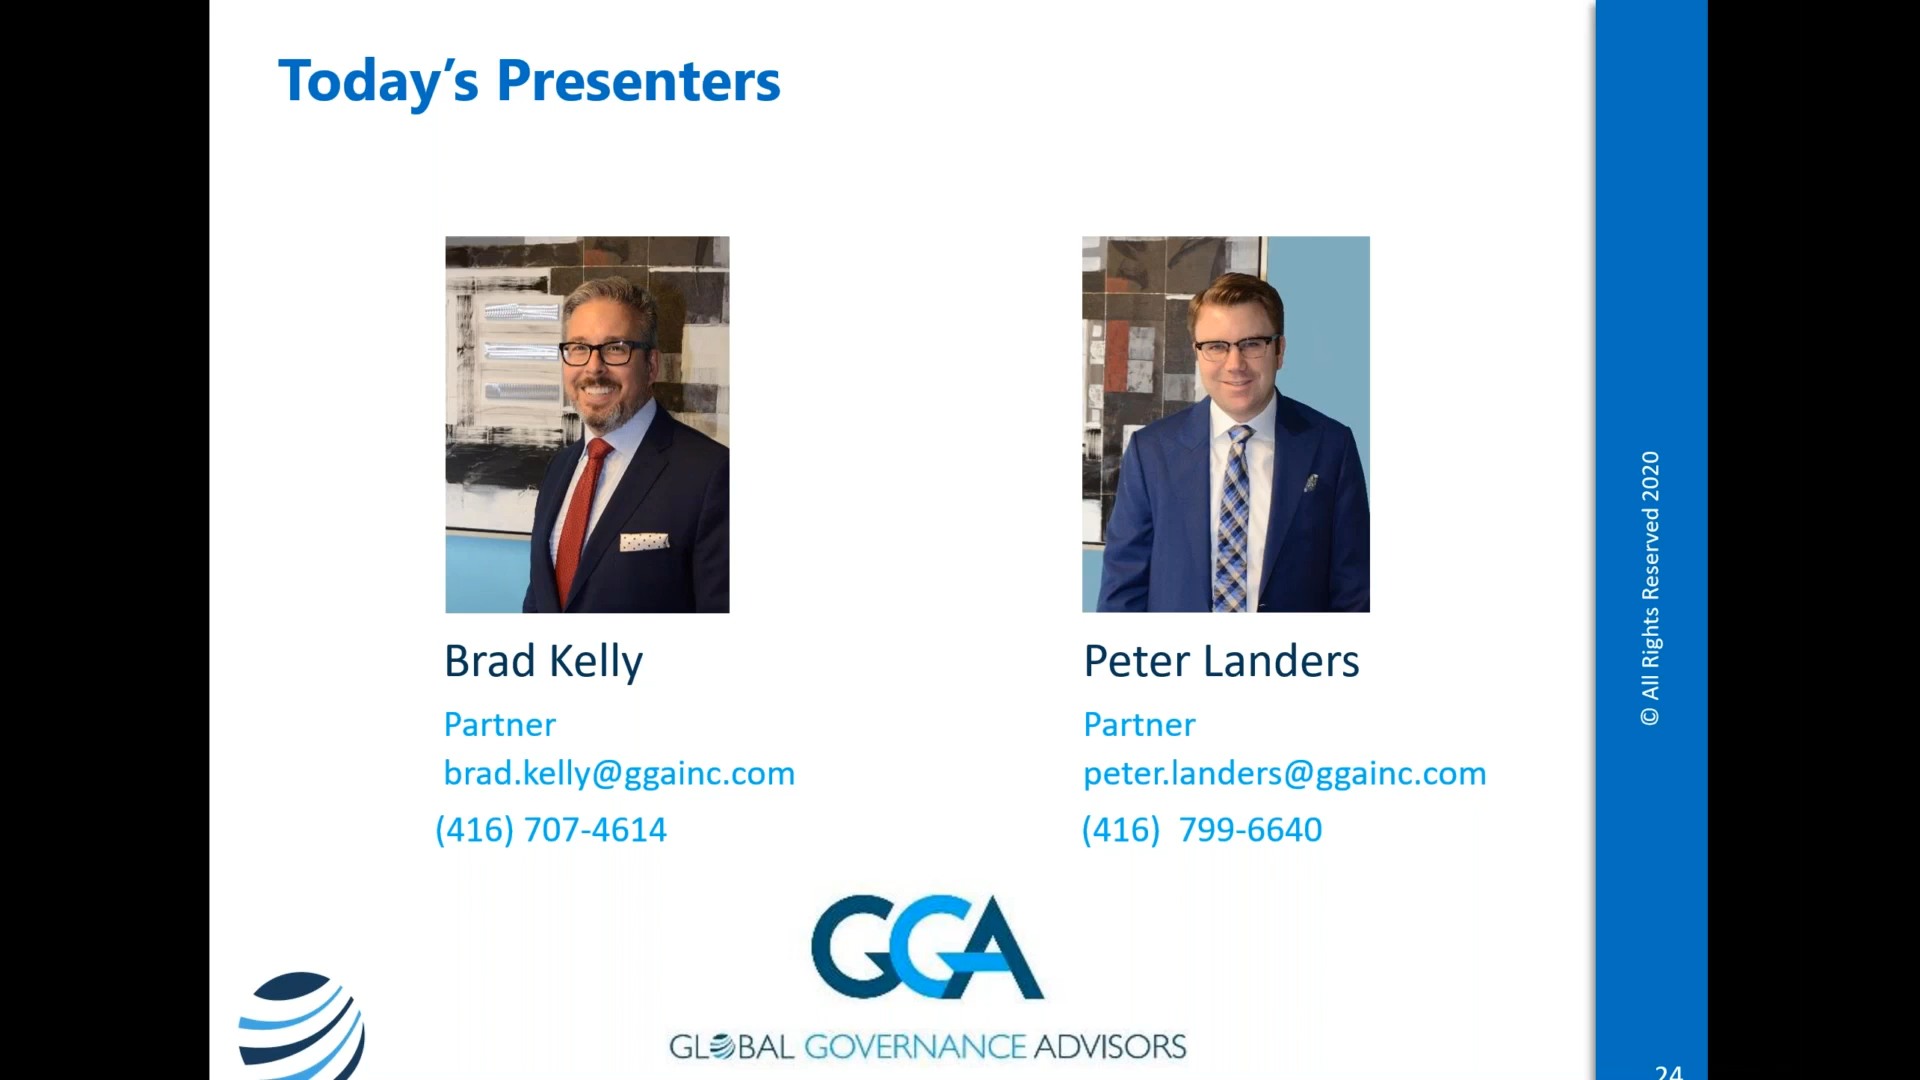 Today's Presenters
Brad Kelly
Partner
brad.kelly@ggainc.com
(416) 707-4614
Peter Landers
Partner
peter.landers@ggainc.com
(416)  799-6640
GGA
GLOBAL GOVERNANCE ADVISORS
© All Rights Reserved 2020
24